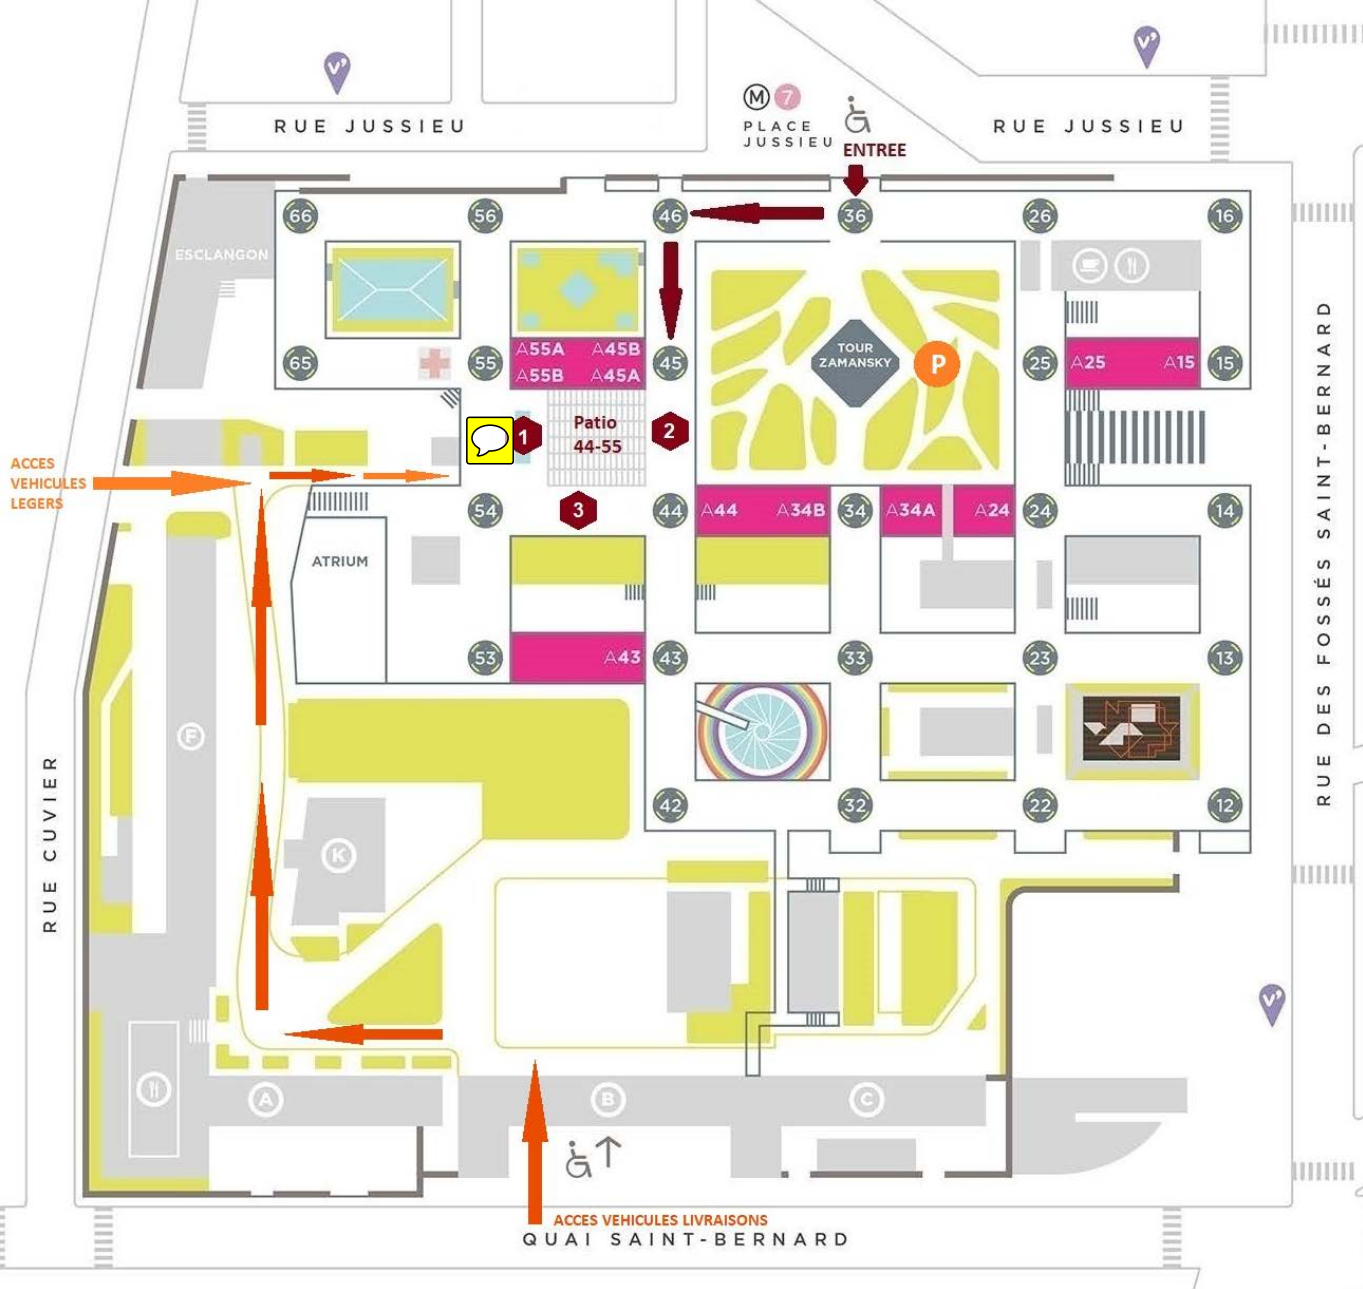 V'
V'
RUE JUSSIEU
M 7
PLACE
JUSSIEU
ENTREE
RUE JUSSIEU
66
56
46
36
26
16
ESCLANGON
65
55
A55A A45B
A55B A45A
45
TOUR
ZAMANSKY
P
25
A25 A15
15
1
Patio
44-55
2
ACCES
VEHICULES
LEGERS
54
3
44
A44 A34B
34
A34A A24
24
14
ATRIUM
53
A43
43
33
23
13
F
42
32
22
12
K
RUE CUVIER
RUE DES FOSSÉS SAINT-BERNARD
V'
A
B
C
ACCES VEHICULES LIVRAISONS
QUAI SAINT-BERNARD